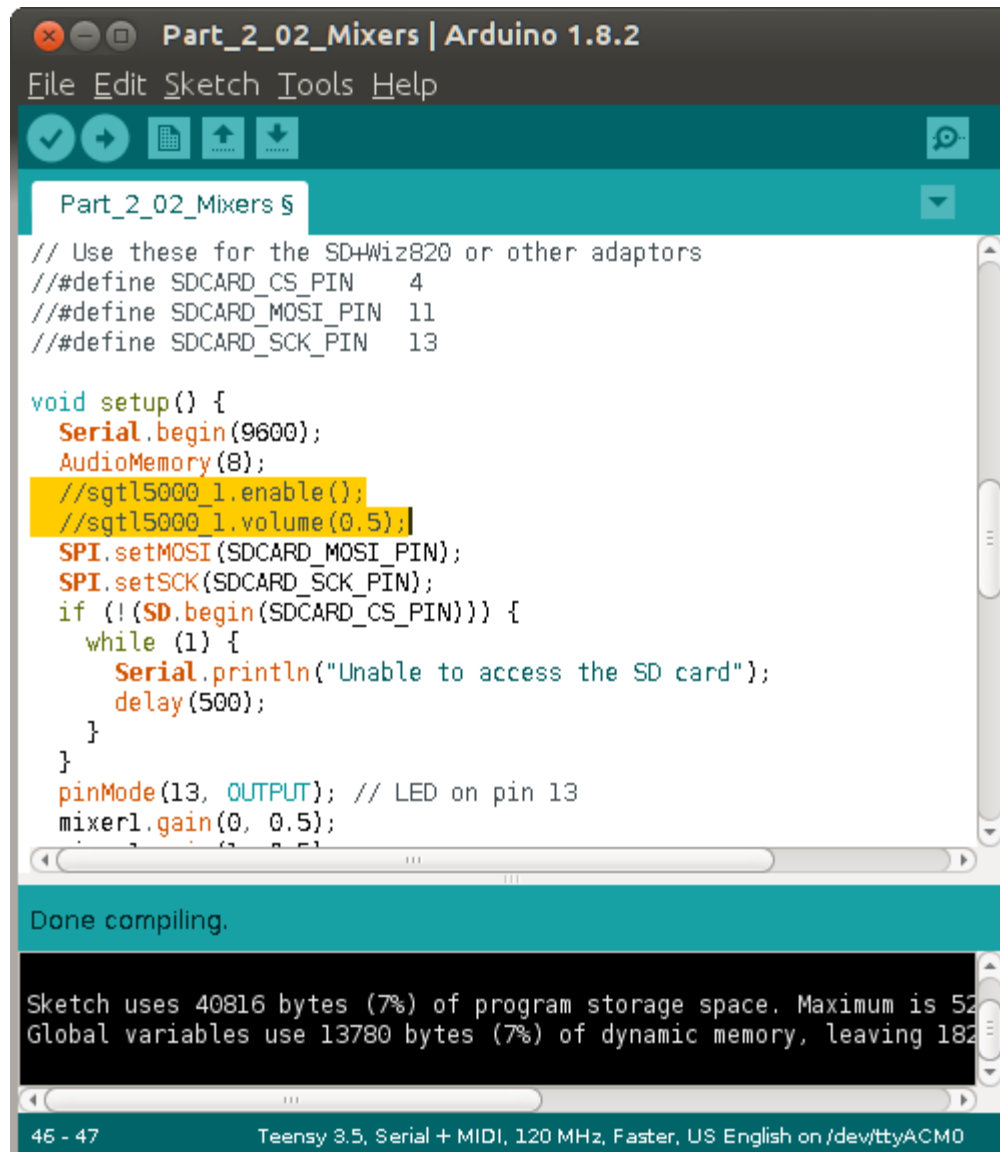 Part_2_02_Mixers | Arduino 1.8.2
File Edit Sketch Tools Help
Part_2_02_Mixers §
// Use these for the SD+Wiz820 or other adaptors
//#define SDCARD_CS_PIN    4
//#define SDCARD_MOSI_PIN  11
//#define SDCARD_SCK_PIN   13
void setup() {
  Serial.begin(9600);
  AudioMemory(8);
  //sgtl5000_1.enable();
  //sgtl5000_1.volume(0.5);
  SPI.setMOSI(SDCARD_MOSI_PIN);
  SPI.setSCK(SDCARD_SCK_PIN);
  if (!(SD.begin(SDCARD_CS_PIN))) {
    while (1) {
      Serial.println("Unable to access the SD card");
      delay(500);
    }
  }
  pinMode(13, OUTPUT); // LED on pin 13
  mixer1.gain(0, 0.5);
Done compiling.
Sketch uses 40816 bytes (7%) of program storage space. Maximum is 52
Global variables use 13780 bytes (7%) of dynamic memory, leaving 182
46 - 47
Teensy 3.5, Serial + MIDI, 120 MHz, Faster, US English on /dev/ttyACM0